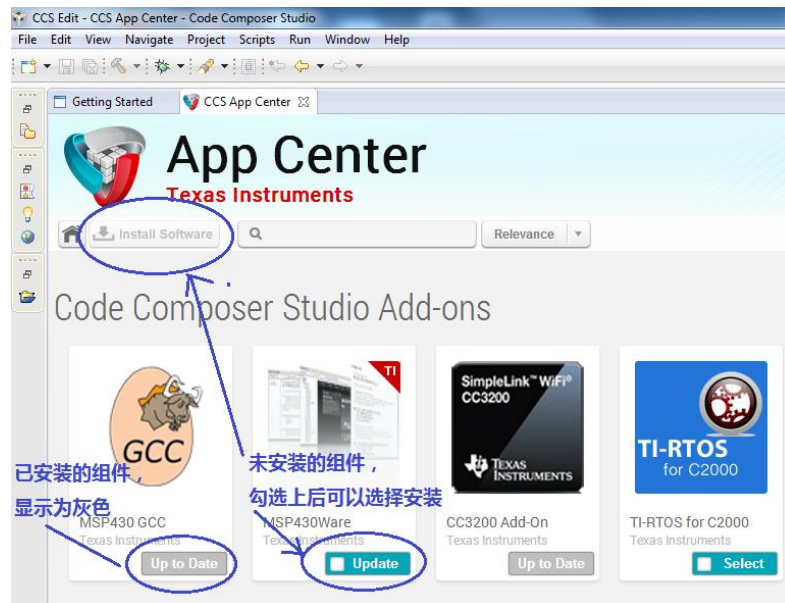 CCS Edit - CCS App Center - Code Composer Studio
File Edit View Navigate Project Scripts Run Window Help
Getting Started CCS App Center
App Center
Texas Instruments
Install Software Relevance
Code Composer Studio Add-ons
TI
SimpleLink™ WiFi®
CC3200
GCC
TEXAS
INSTRUMENTS
TI-RTOS
for C2000
已安装的组件，
显示为灰色
未安装的组件，
勾选上后可以选择安装
MSP430 GCC MSP430Ware CC3200 Add-On TI-RTOS for C2000
Texas Instruments Texas Instruments Texas Instruments Texas Instruments
Up to Date Update Up to Date Select